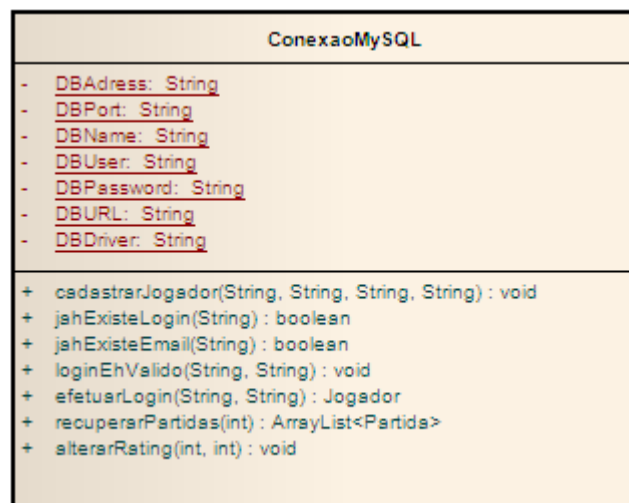 ConexaoMySQL
- DBAdress: String
- DBPort: String
- DBName: String
- DBUser: String
- DBPassword: String
- DBURL: String
- DBDriver: String
+ cadastrarJogador(String, String, String, String) : void
+ jahExisteLogin(String) : boolean
+ jahExisteEmail(String) : boolean
+ loginEhValido(String, String) : void
+ efetuarLogin(String, String) : Jogador
+ recuperarPartidas(int) : ArrayList<Partida>
+ alterarRating(int, int) : void